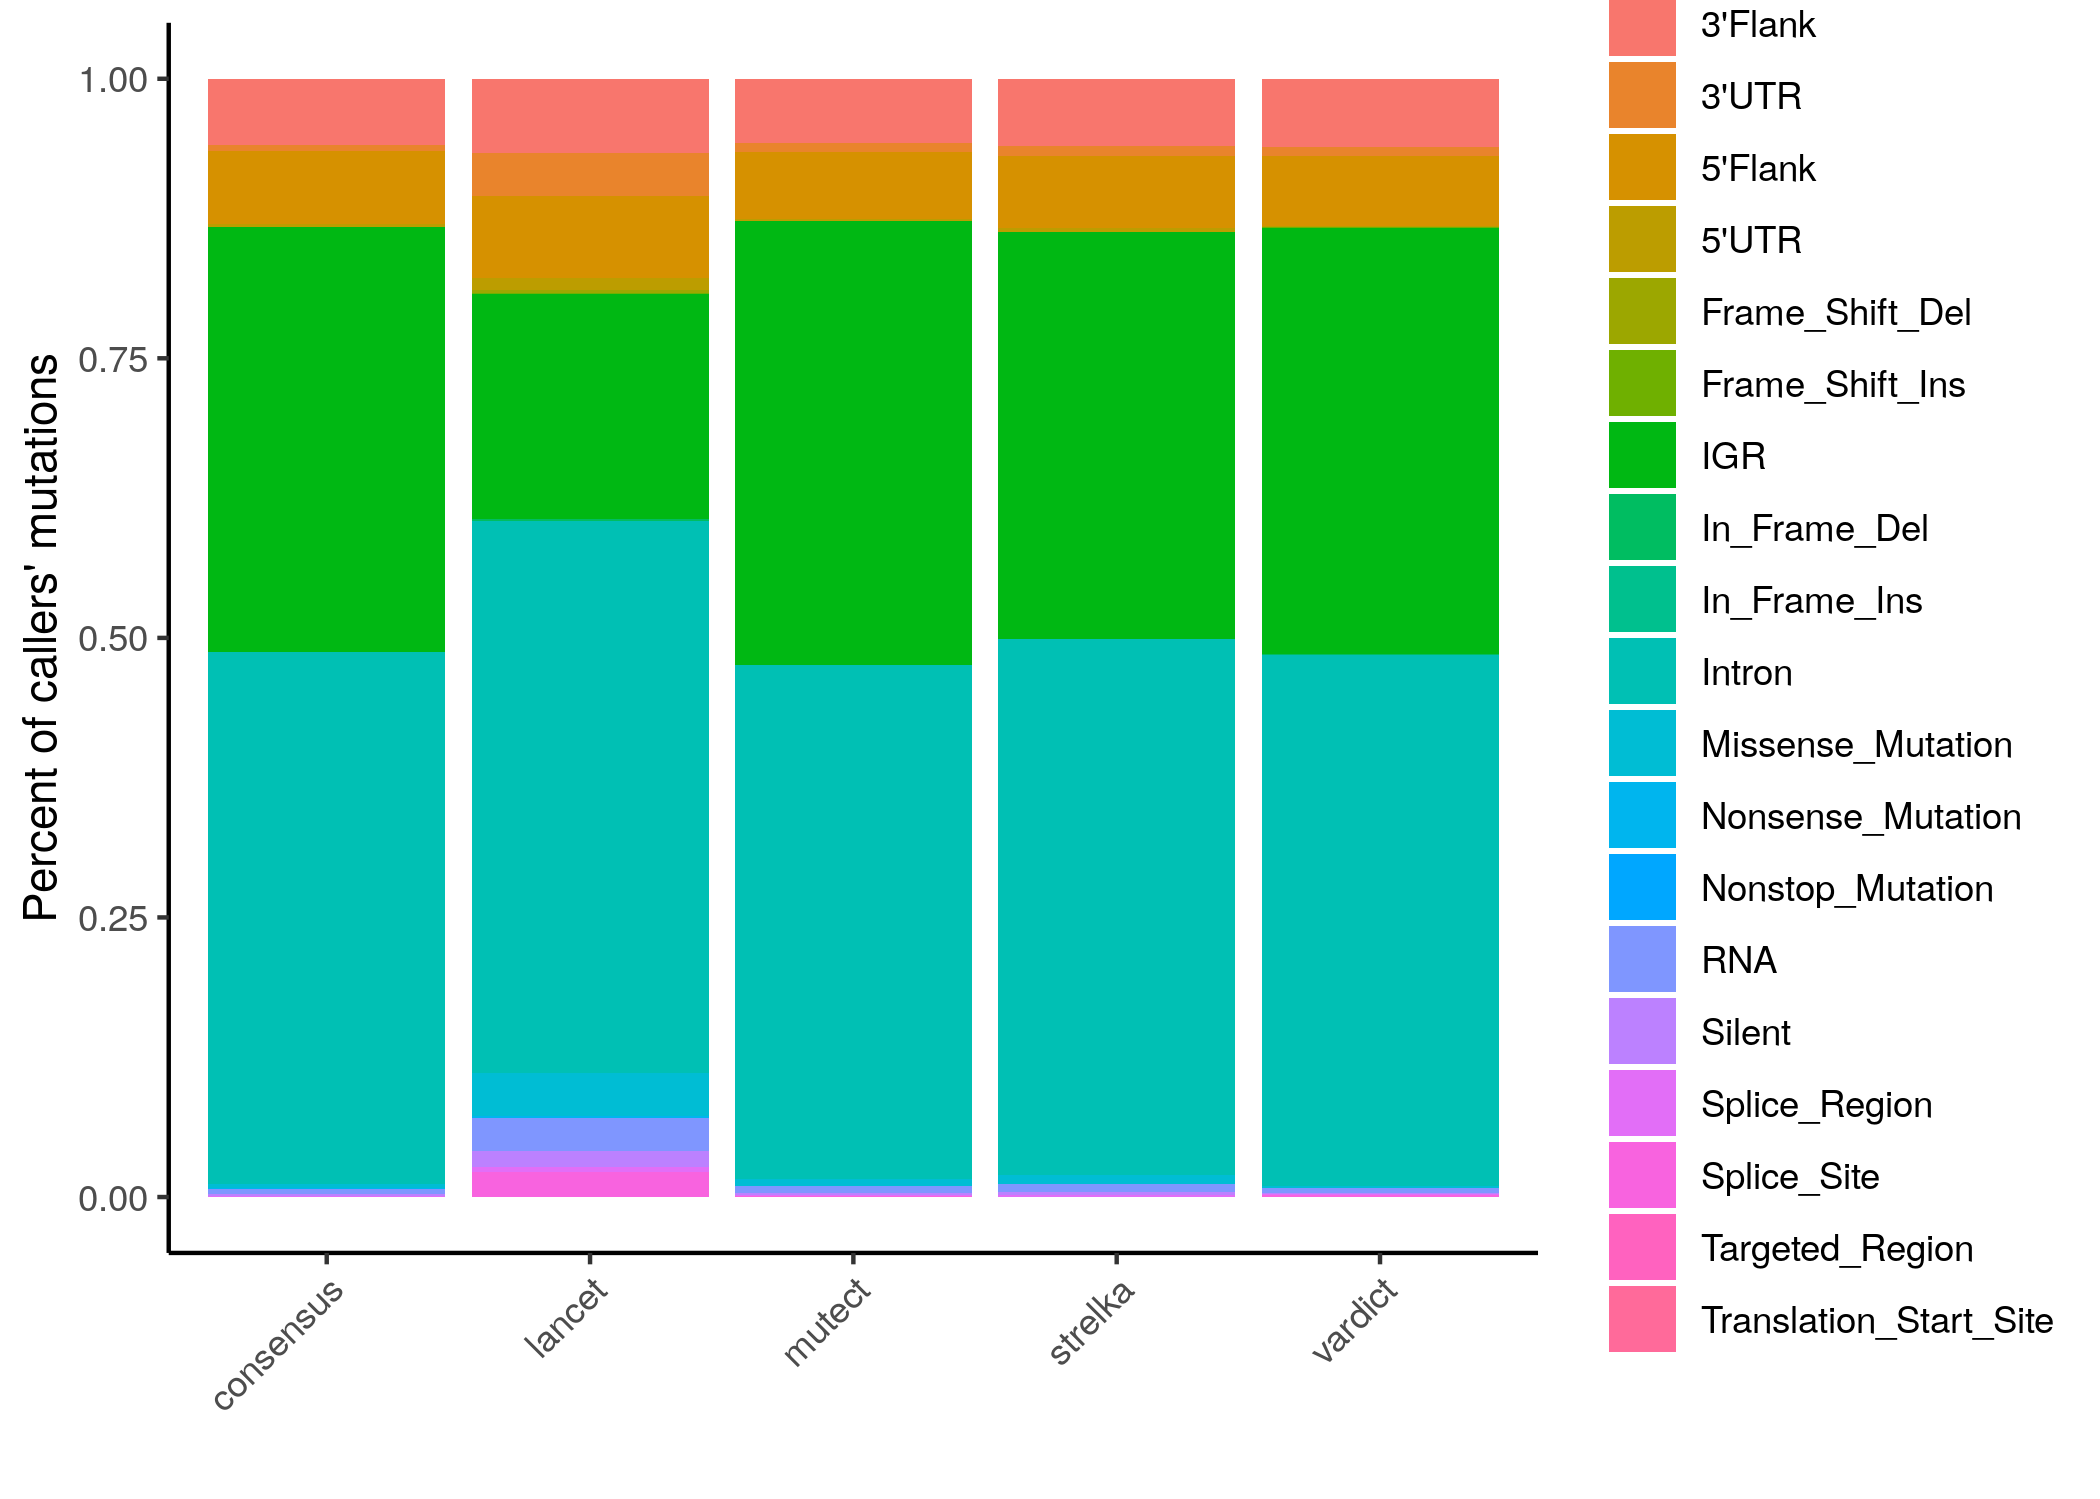 Percent of callers' mutations
1.00
0.75
0.50
0.25
0.00
consensus
lancet
mutect
strelka
vardict
3'Flank
3'UTR
5'Flank
5'UTR
Frame_Shift_Del
Frame_Shift_Ins
IGR
In_Frame_Del
In_Frame_Ins
Intron
Missense_Mutation
Nonsense_Mutation
Nonstop_Mutation
RNA
Silent
Splice_Region
Splice_Site
Targeted_Region
Translation_Start_Site